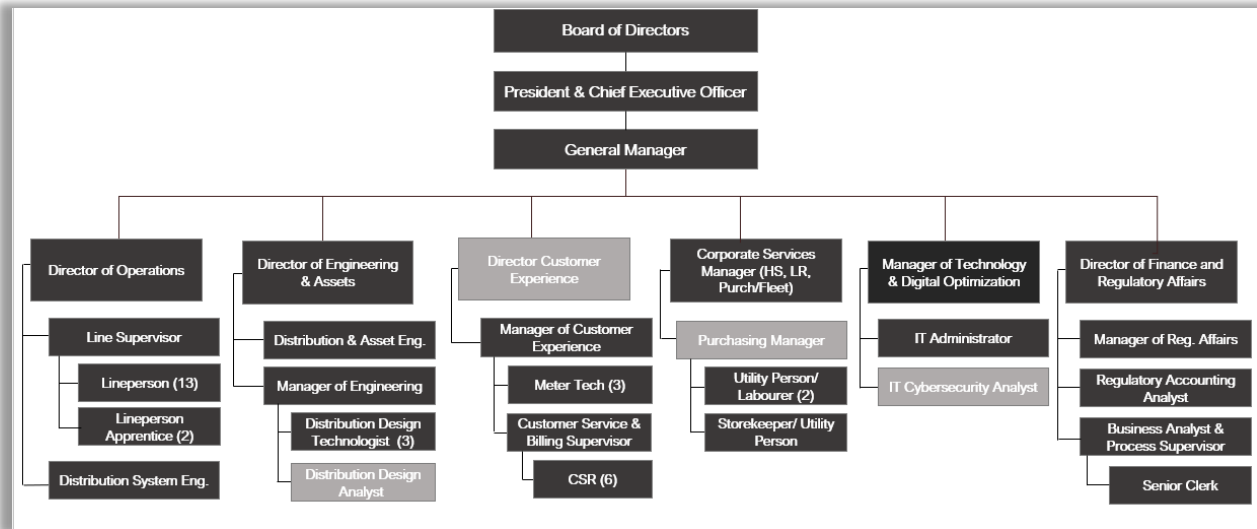 Board of Directors
President & Chief Executive Officer
General Manager
Director of Operations
Line Supervisor
Lineperson (13)
Lineperson
Apprentice (2)
Distribution System Eng.
Director of Engineering
& Assets
Distribution & Asset Eng.
Manager of Engineering
Distribution Design
Technologist (3)
Distribution Design
Analyst
Director Customer
Experience
Manager of Customer
Experience
Meter Tech (3)
Customer Service &
Billing Supervisor
CSR (6)
Corporate Services
Manager (HS, LR,
Purch/Fleet)
Purchasing Manager
Utility Person/
Labourer (2)
Storekeeper/ Utility
Person
Manager of Technology
& Digital Optimization
IT Administrator
IT Cybersecurity Analyst
Director of Finance and
Regulatory Affairs
Manager of Reg. Affairs
Regulatory Accounting
Analyst
Business Analyst &
Process Supervisor
Senior Clerk